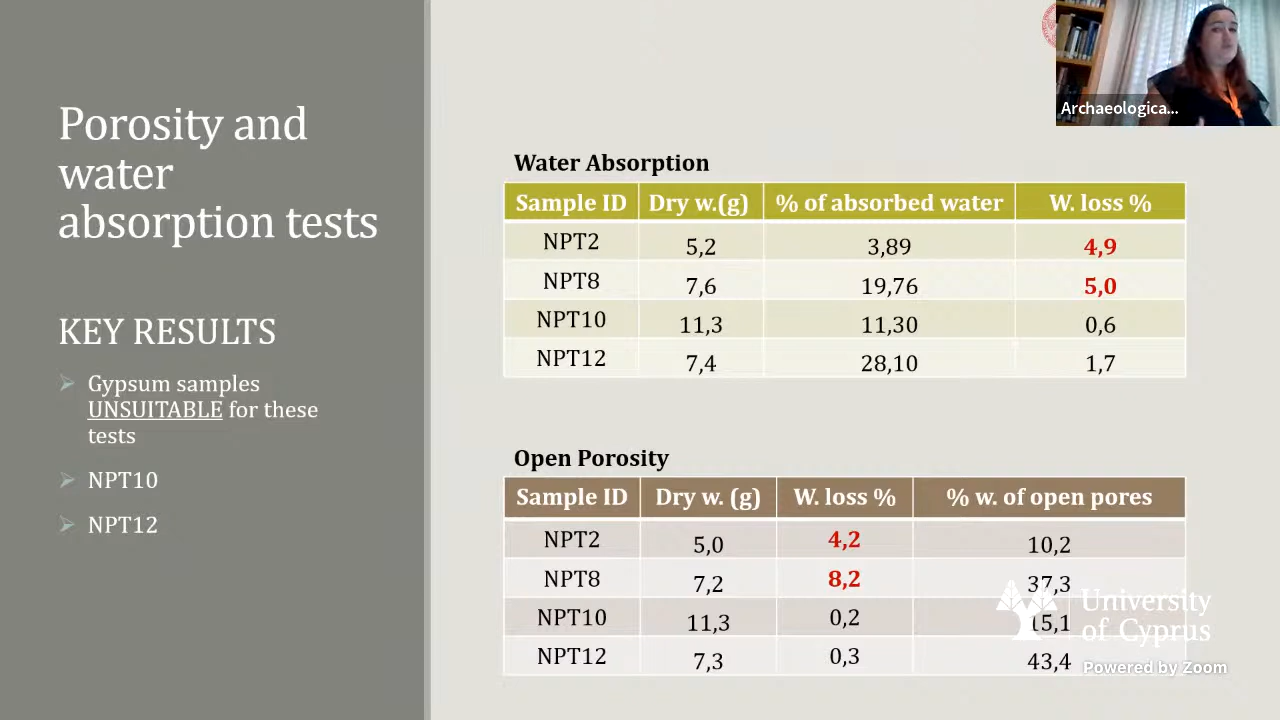 Archaeologica...
Porosity and
water
absorption tests
KEY RESULTS
Gypsum samples
UNSUITABLE for these
tests
NPT10
NPT12
Water Absorption
Sample ID Dry w.(g) % of absorbed water W. loss %
NPT2 5,2 3,89 4,9
NPT8 7,6 19,76 5,0
NPT10 11,3 11,30 0,6
NPT12 7,4 28,10 1,7
Open Porosity
Sample ID Dry w. (g) W. loss % % w. of open pores
NPT2 5,0 4,2 10,2
NPT8 7,2 8,2 37,3
NPT10 11,3 0,2 15,1
NPT12 7,3 0,3 43,4
University
of Cyprus
Powered by Zoom